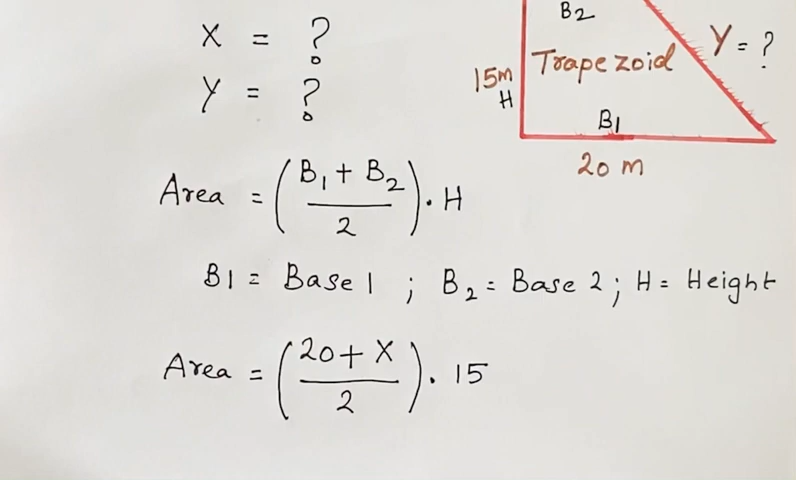 B2
X = ?
Y = ?
15m
H
Trapezoid
Y = ?
B1
20 m
Area = (B1 + B2 / 2) . H
B1 = Base 1 ; B2 = Base 2 ; H = Height
Area = (20 + X / 2) . 15